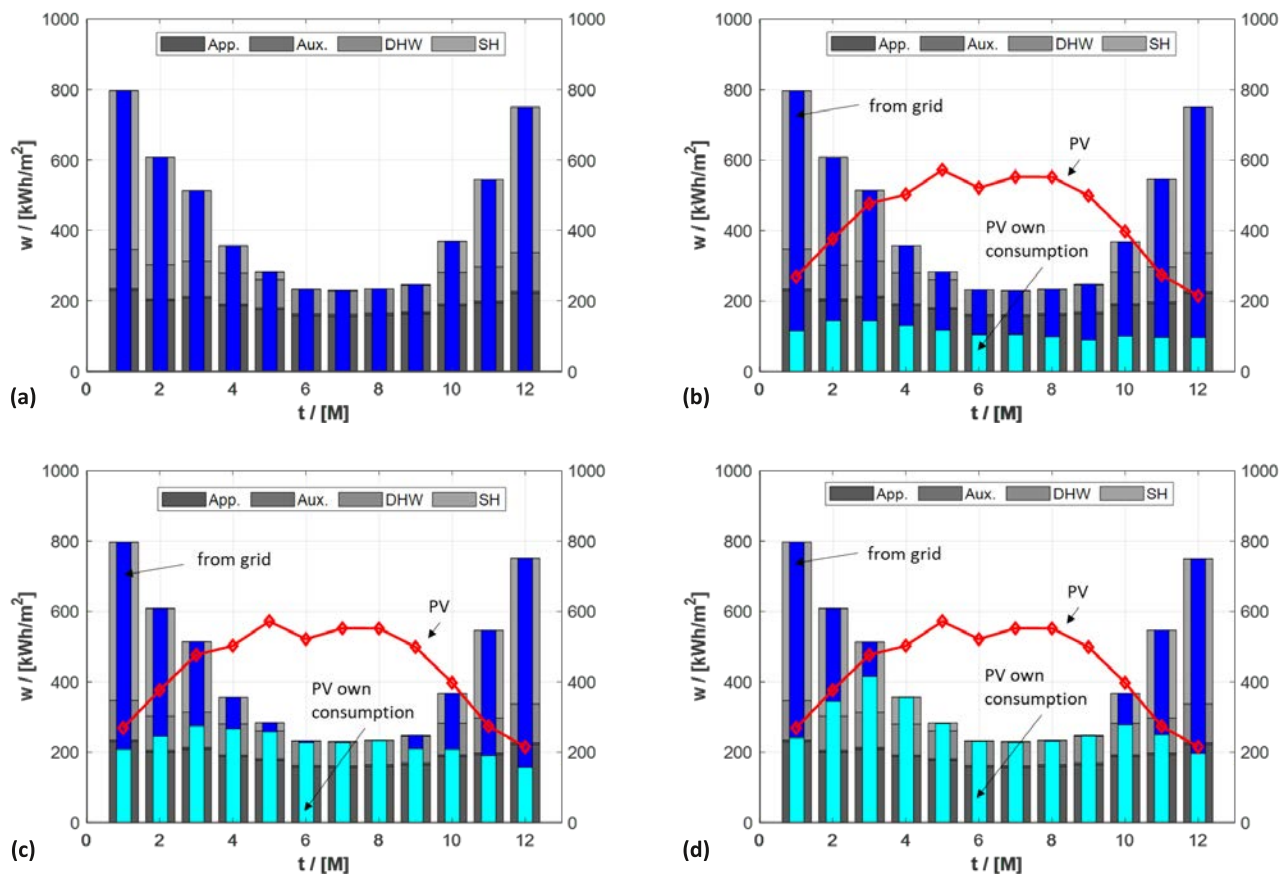 1000
1000
App. Aux. DHW SH
800
800
600
600
w / [kWh/m²]
400
400
200
200
0
0
0 2 4 6 8 10 12
t / [M]
(a)
1000
1000
App. Aux. DHW SH
from grid
PV
PV own
consumption
800
800
600
600
w / [kWh/m²]
400
400
200
200
0
0
0 2 4 6 8 10 12
t / [M]
(b)
1000
1000
App. Aux. DHW SH
from grid
PV
PV own
consumption
800
800
600
600
w / [kWh/m²]
400
400
200
200
0
0
0 2 4 6 8 10 12
t / [M]
(c)
1000
1000
App. Aux. DHW SH
from grid
PV
PV own
consumption
800
800
600
600
w / [kWh/m²]
400
400
200
200
0
0
0 2 4 6 8 10 12
t / [M]
(d)